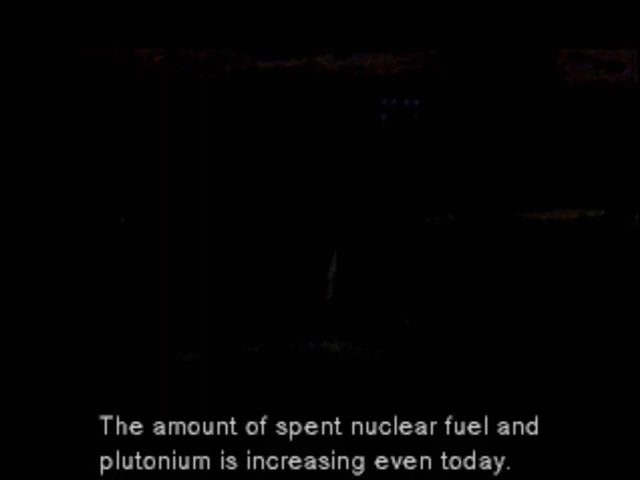 The amount of spent nuclear fuel and
plutonium is increasing even today.